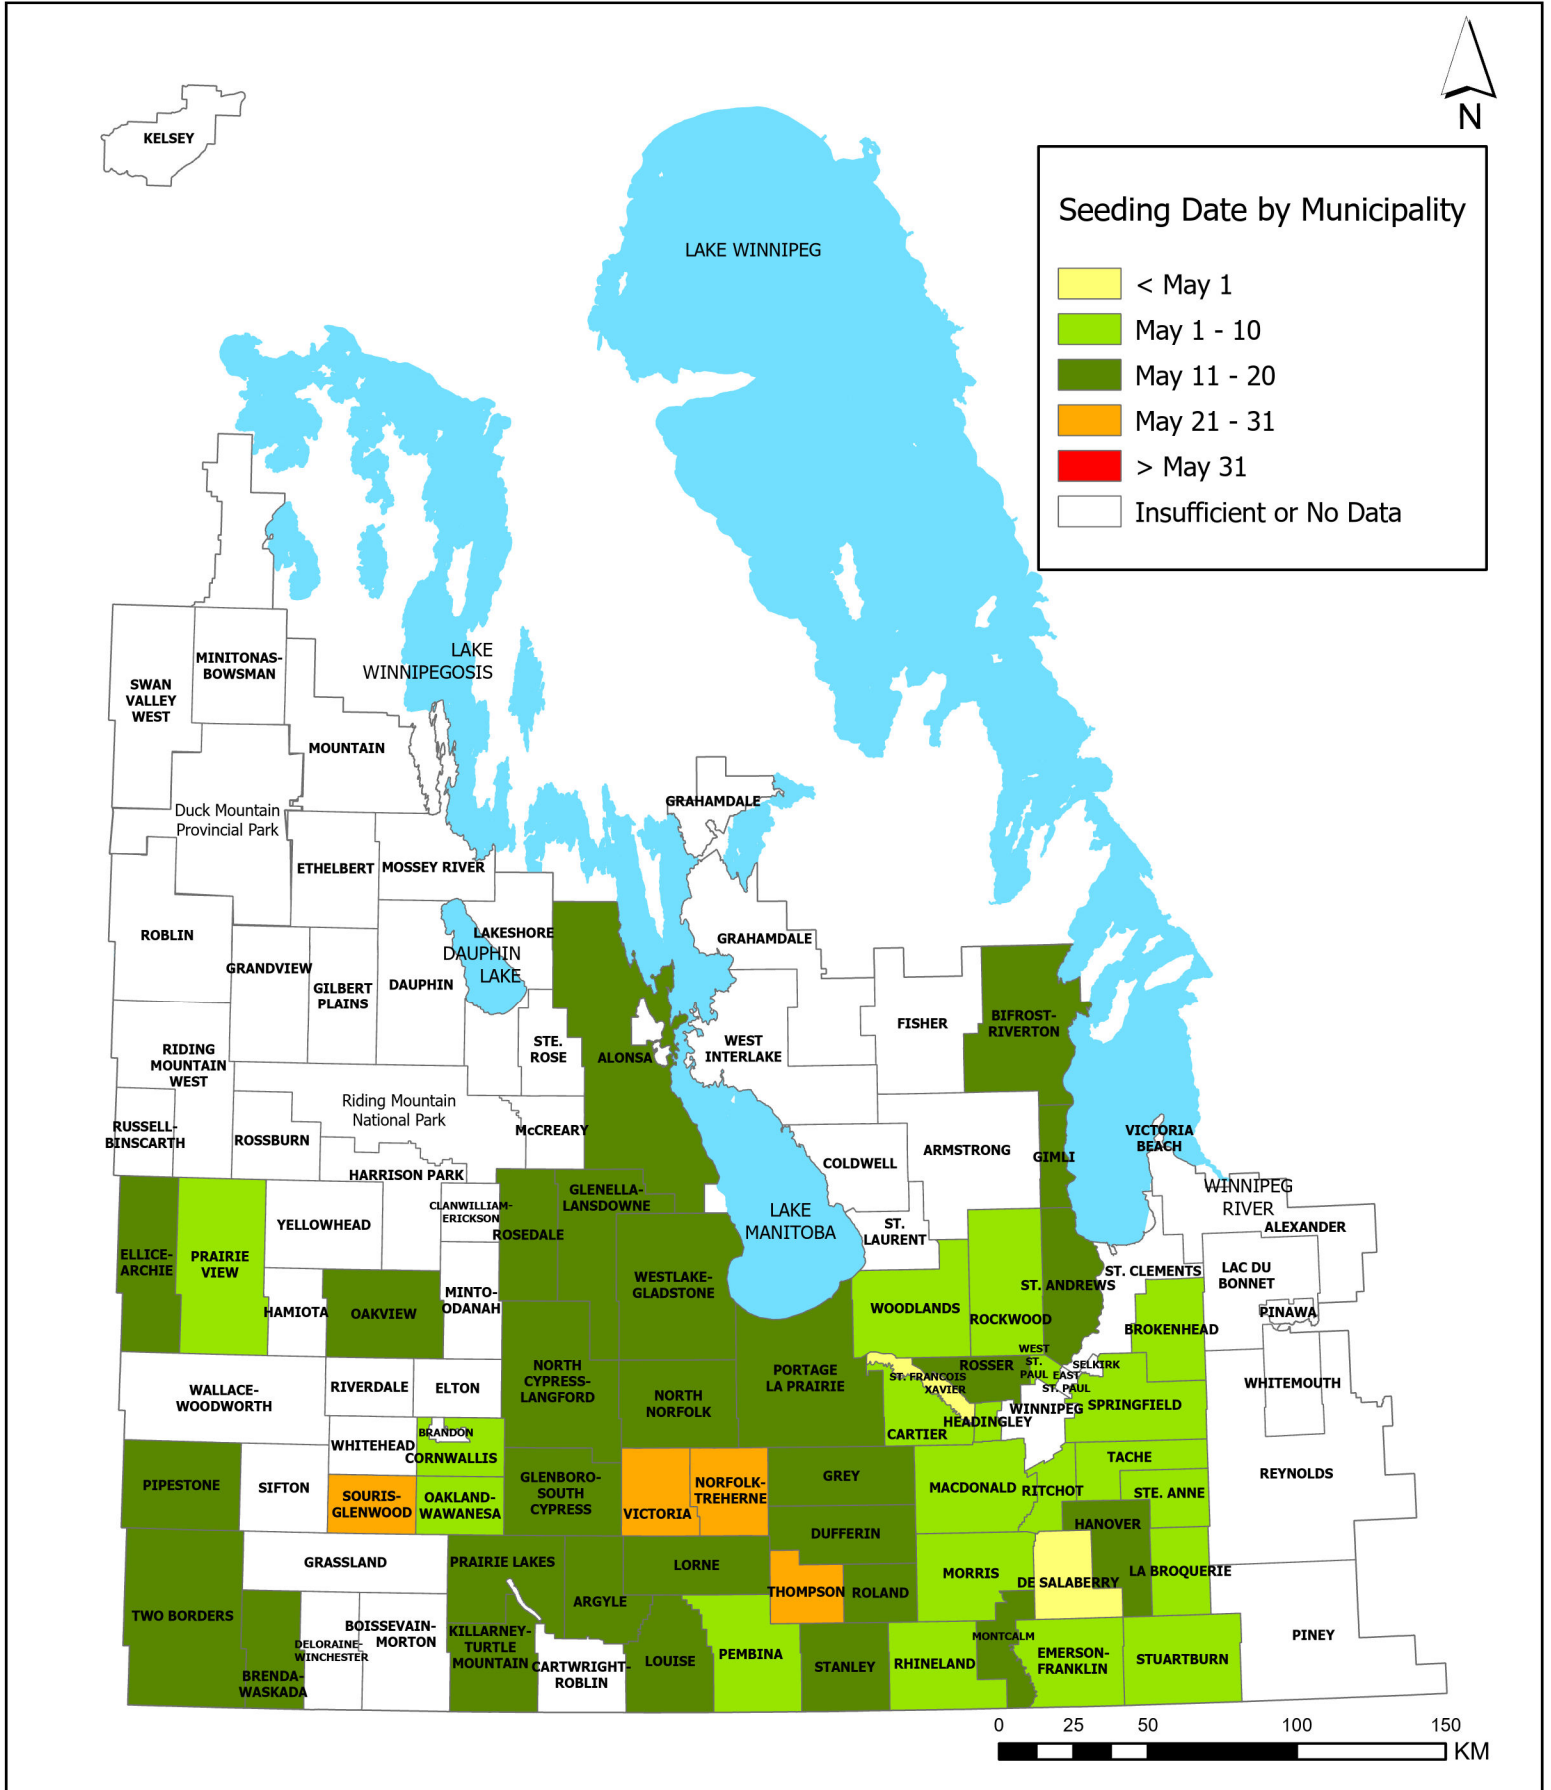 KELSEY
N
Seeding Date by Municipality
< May 1
May 1 - 10
May 11 - 20
May 21 - 31
> May 31
Insufficient or No Data
LAKE WINNIPEG
LAKE
WINNIPEGOSIS
MINITONAS-
BOWSMAN
SWAN
VALLEY
WEST
MOUNTAIN
Duck Mountain
Provincial Park
GRAHAMDALE
ETHELBERT
MOSSEY RIVER
ROBLIN
LAKESHORE
DAUPHIN
LAKE
GRAHAMDALE
GRANDVIEW
GILBERT
PLAINS
DAUPHIN
FISHER
BIFROST-
RIVERTON
STE.
ROSE
ALONSA
WEST
INTERLAKE
RIDING
MOUNTAIN
WEST
Riding Mountain
National Park
RUSSELL-
BINSCARTH
ROSSBURN
McCREARY
VICTORIA
BEACH
ARMSTRONG
GIMLI
COLDWELL
HARRISON PARK
CLANWILLIAM-
ERICKSON
GLENELLA-
LANSDOWNE
WINNIPEG
RIVER
ALEXANDER
YELLOWHEAD
ROSEDALE
LAKE
MANITOBA
ST.
LAURENT
ELLICE-
ARCHIE
PRAIRIE
VIEW
ST. CLEMENTS
LAC DU
BONNET
ST. ANDREWS
WESTLAKE-
GLADSTONE
MINTO-
ODANAH
HAMIOTA
OAKVIEW
WOODLANDS
ROCKWOOD
PINAWA
BROKENHEAD
WEST
ST.
PAUL
EAST
ST. PAUL
SELKIRK
ROSSER
ST. FRANCOIS
XAVIER
NORTH
CYPRESS-
LANGFORD
PORTAGE
LA PRAIRIE
WALLACE-
WOODWORTH
RIVERDALE
ELTON
NORTH
NORFOLK
WHITEMOUTH
SPRINGFIELD
WINNIPEG
HEADINGLEY
CARTIER
BRANDON
WHITEHEAD
CORNWALLIS
TACHE
REYNOLDS
PIPESTONE
SIFTON
SOURIS-
GLENWOOD
OAKLAND-
WAWANESA
GLENBORO-
SOUTH
CYPRESS
VICTORIA
NORFOLK-
TREHERNE
GREY
MACDONALD
RITCHOT
STE. ANNE
HANOVER
DUFFERIN
GRASSLAND
PRAIRIE LAKES
LORNE
MORRIS
DE SALABERRY
LA BROQUERIE
THOMPSON
ROLAND
ARGYLE
TWO BORDERS
BOISSEVAIN-
MORTON
DELORAINE-
WINCHESTER
KILLARNEY-
TURTLE
MOUNTAIN
MONTCALM
PINEY
BRENDA-
WASKADA
CARTWRIGHT-
ROBLIN
LOUISE
PEMBINA
STANLEY
RHINELAND
EMERSON-
FRANKLIN
STUARTBURN
0 25 50 100 150
KM